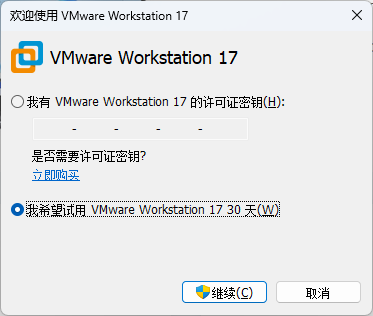 欢迎使用 VMware Workstation 17
VMware Workstation 17
我有 VMware Workstation 17 的许可证密钥(H):
- - - -
是否需要许可证密钥?
立即购买
我希望试用 VMware Workstation 17 30 天(W)
继续(C) 取消